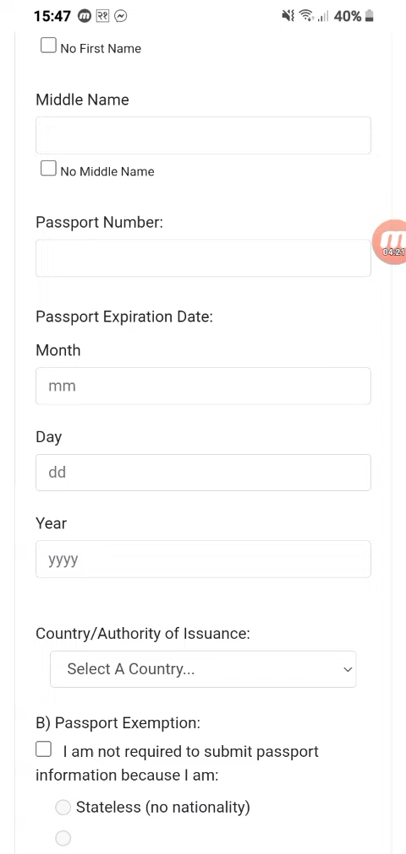 15:47 40%
No First Name
Middle Name
No Middle Name
Passport Number:
04:21
Passport Expiration Date:
Month
mm
Day
dd
Year
yyyy
Country/Authority of Issuance:
Select A Country...
B) Passport Exemption:
I am not required to submit passport
information because I am:
Stateless (no nationality)